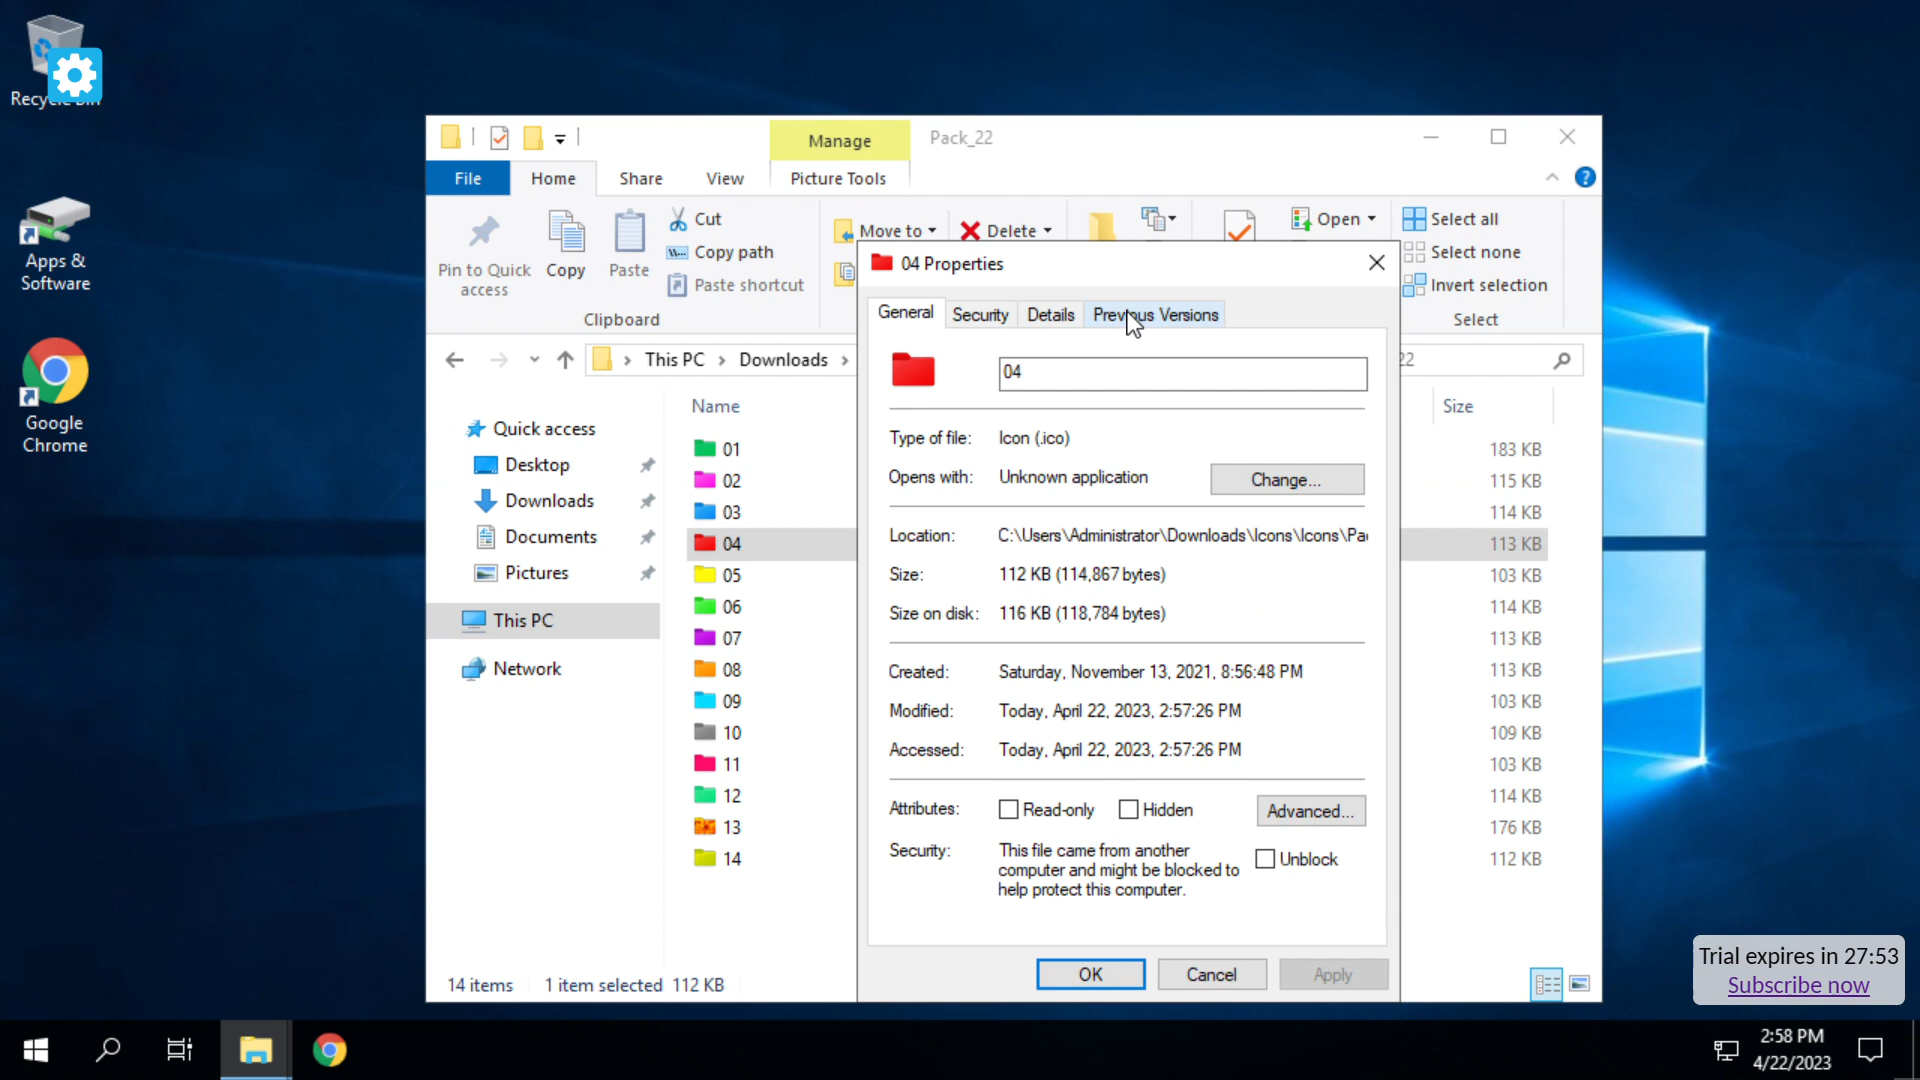 Recycle Bin
Apps &
Software
Google
Chrome
Manage
Pack_22
File
Home
Share
View
Picture Tools
Pin to Quick
access
Copy
Paste
Cut
Copy path
Paste shortcut
Clipboard
Move to
Delete
Open
Select all
Select none
Invert selection
Select
This PC
Downloads
22
Name
Size
Quick access
Desktop
Downloads
Documents
Pictures
This PC
Network
01
183 KB
02
115 KB
03
114 KB
04
113 KB
05
103 KB
06
114 KB
07
113 KB
08
113 KB
09
103 KB
10
109 KB
11
103 KB
12
114 KB
13
176 KB
14
112 KB
14 items
1 item selected 112 KB
04 Properties
General
Security
Details
Previous Versions
04
Type of file: Icon (.ico)
Opens with: Unknown application
Change...
Location: C:\Users\Administrator\Downloads\Icons\Icons\Pa
Size: 112 KB (114,867 bytes)
Size on disk: 116 KB (118,784 bytes)
Created: Saturday, November 13, 2021, 8:56:48 PM
Modified: Today, April 22, 2023, 2:57:26 PM
Accessed: Today, April 22, 2023, 2:57:26 PM
Attributes: Read-only Hidden
Advanced...
Security: This file came from another
computer and might be blocked to
help protect this computer.
Unblock
OK
Cancel
Apply
Trial expires in 27:53
Subscribe now
2:58 PM
4/22/2023